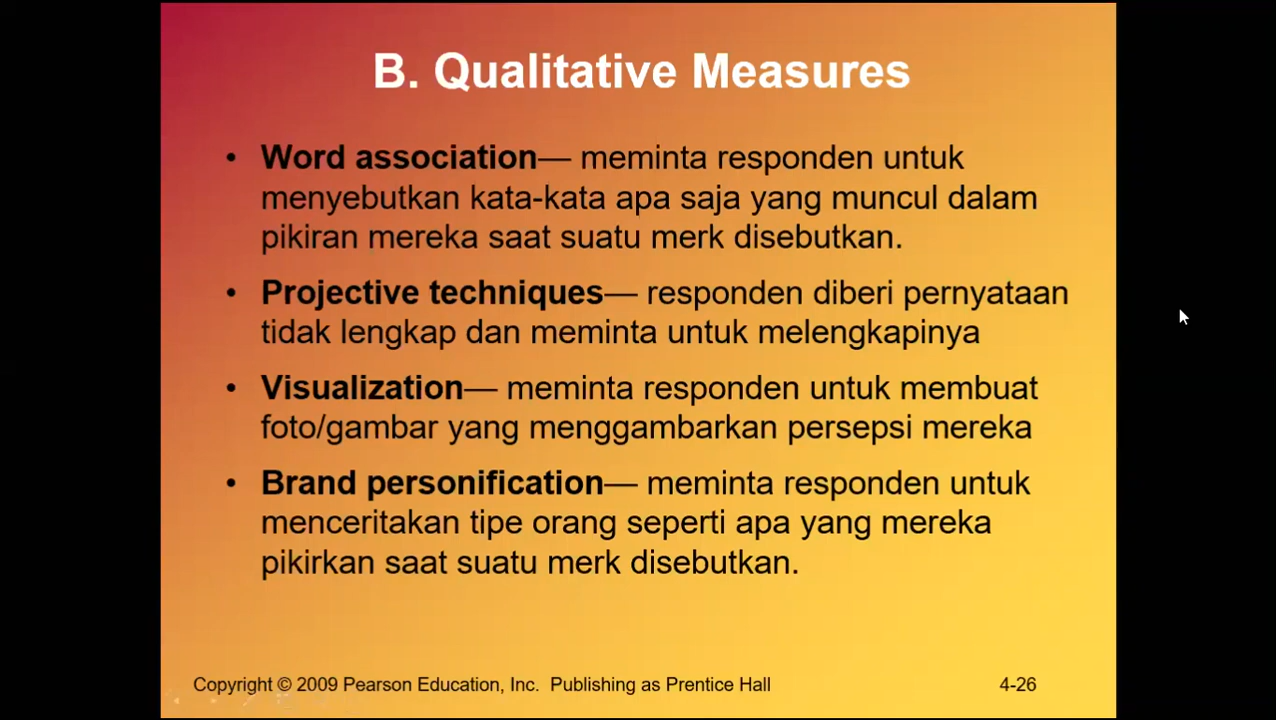 B. Qualitative Measures
• Word association— meminta responden untuk
menyebutkan kata-kata apa saja yang muncul dalam
pikiran mereka saat suatu merk disebutkan.
• Projective techniques— responden diberi pernyataan
tidak lengkap dan meminta untuk melengkapinya
• Visualization— meminta responden untuk membuat
foto/gambar yang menggambarkan persepsi mereka
• Brand personification— meminta responden untuk
menceritakan tipe orang seperti apa yang mereka
pikirkan saat suatu merk disebutkan.
Copyright © 2009 Pearson Education, Inc. Publishing as Prentice Hall
4-26